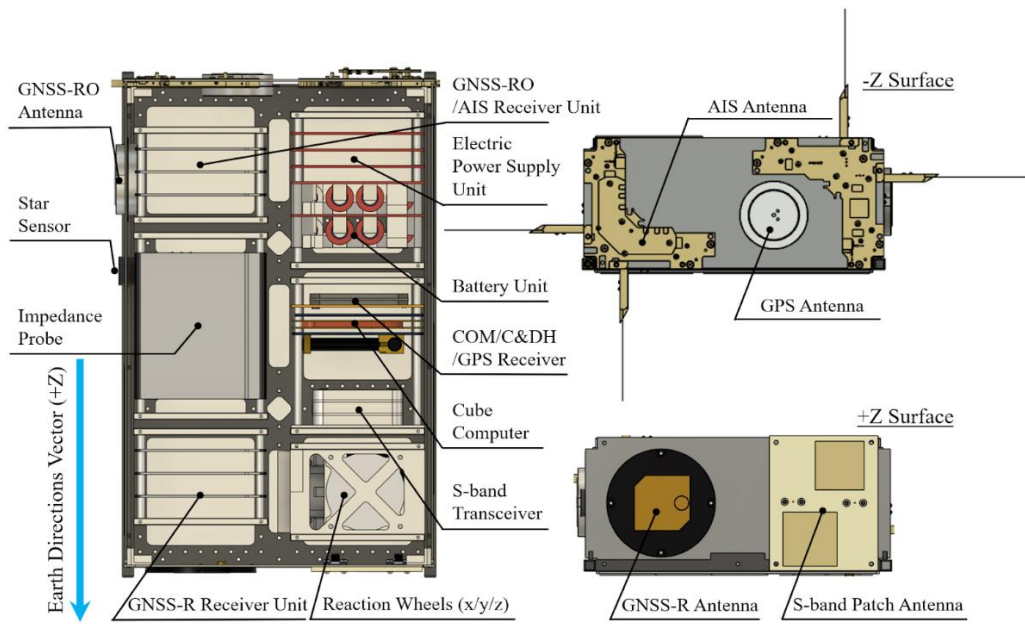 GNSS-RO
Antenna
Star
Sensor
Impedance
Probe
Earth Directions Vector (+Z)
GNSS-R Receiver Unit
Reaction Wheels (x/y/z)
GNSS-RO
/AIS Receiver Unit
Electric
Power Supply
Unit
Battery Unit
COM/C&DH
/GPS Receiver
Cube
Computer
S-band
Transceiver
-Z Surface
AIS Antenna
GPS Antenna
+Z Surface
GNSS-R Antenna
S-band Patch Antenna